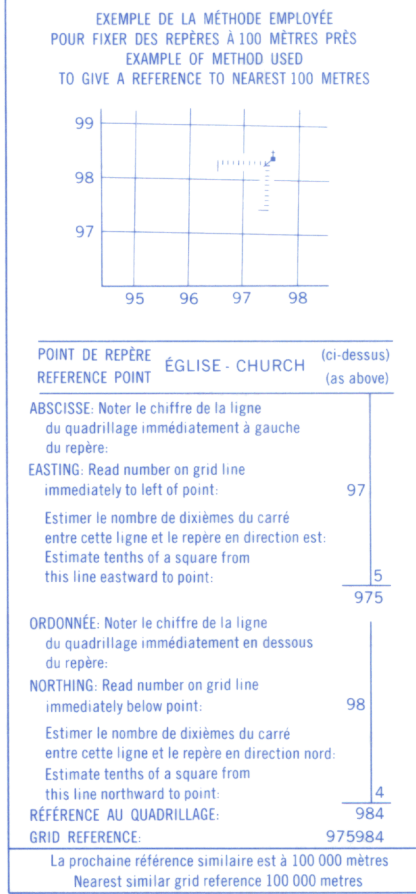 EXEMPLE DE LA MÉTHODE EMPLOYÉE
POUR FIXER DES REPÈRES À 100 MÈTRES PRÈS
EXAMPLE OF METHOD USED
TO GIVE A REFERENCE TO NEAREST 100 METRES
99
98
97
95 96 97 98
POINT DE REPÈRE
REFERENCE POINT
ÉGLISE - CHURCH
(ci-dessus)
(as above)
ABSCISSE: Noter le chiffre de la ligne
du quadrillage immédiatement à gauche
du repère:
EASTING: Read number on grid line
immediately to left of point: 97
Estimer le nombre de dixièmes du carré
entre cette ligne et le repère en direction est:
Estimate tenths of a square from
this line eastward to point: 5
975
ORDONNÉE: Noter le chiffre de la ligne
du quadrillage immédiatement en dessous
du repère:
NORTHING: Read number on grid line
immediately below point: 98
Estimer le nombre de dixièmes du carré
entre cette ligne et le repère en direction nord:
Estimate tenths of a square from
this line northward to point: 4
RÉFÉRENCE AU QUADRILLAGE: 984
GRID REFERENCE: 975984
La prochaine référence similaire est à 100 000 mètres
Nearest similar grid reference 100 000 metres